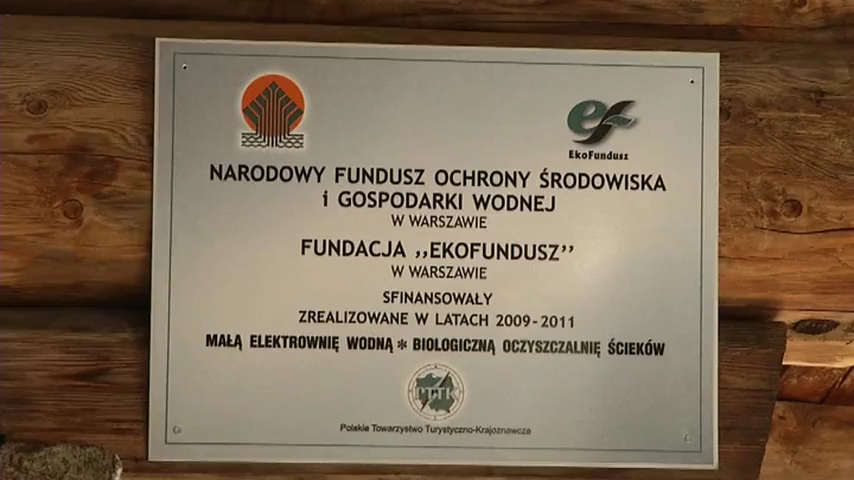 EkoFundusz
NARODOWY FUNDUSZ OCHRONY ŚRODOWISKA
i GOSPODARKI WODNEJ
W WARSZAWIE
FUNDACJA ,,EKOFUNDUSZ’’
W WARSZAWIE
SFINANSOWAŁY
ZREALIZOWANE W LATACH 2009-2011
MAŁĄ ELEKTROWNIĘ WODNĄ * BIOLOGICZNĄ OCZYSZCZALNIĘ ŚCIEKÓW
PTTK
Polskie Towarzystwo Turystyczno-Krajoznawcze